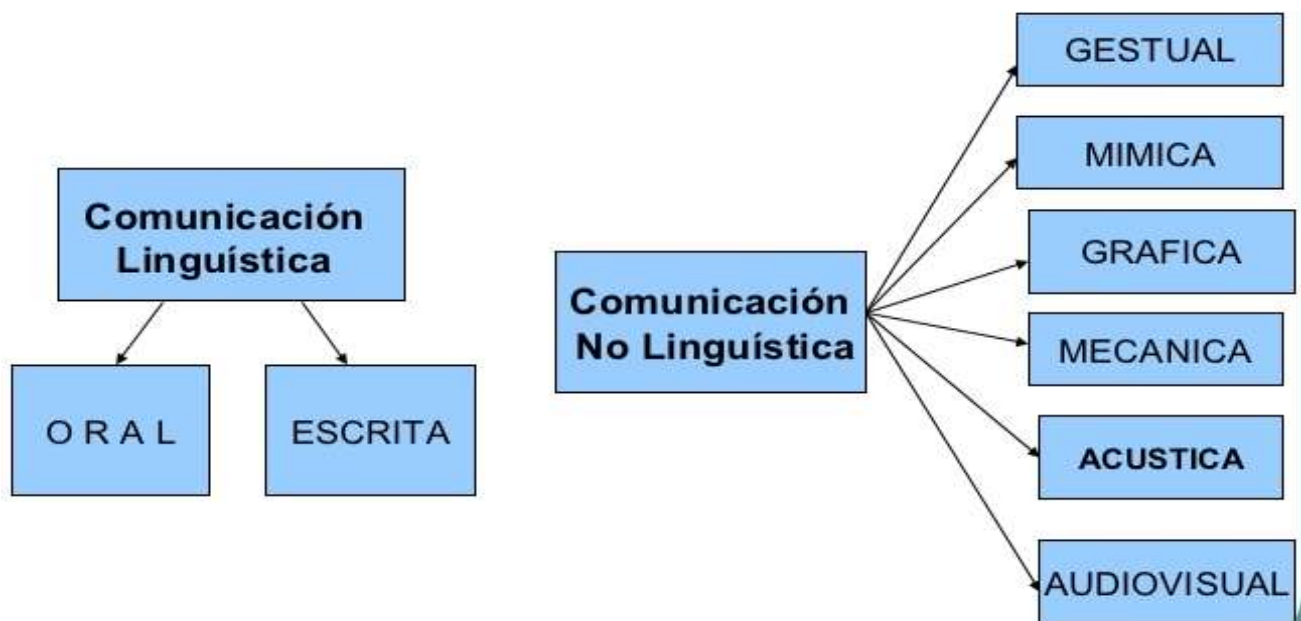 Comunicación
Linguística
O R A L
ESCRITA
Comunicación
No Linguística
GESTUAL
MIMICA
GRAFICA
MECANICA
ACUSTICA
AUDIOVISUAL